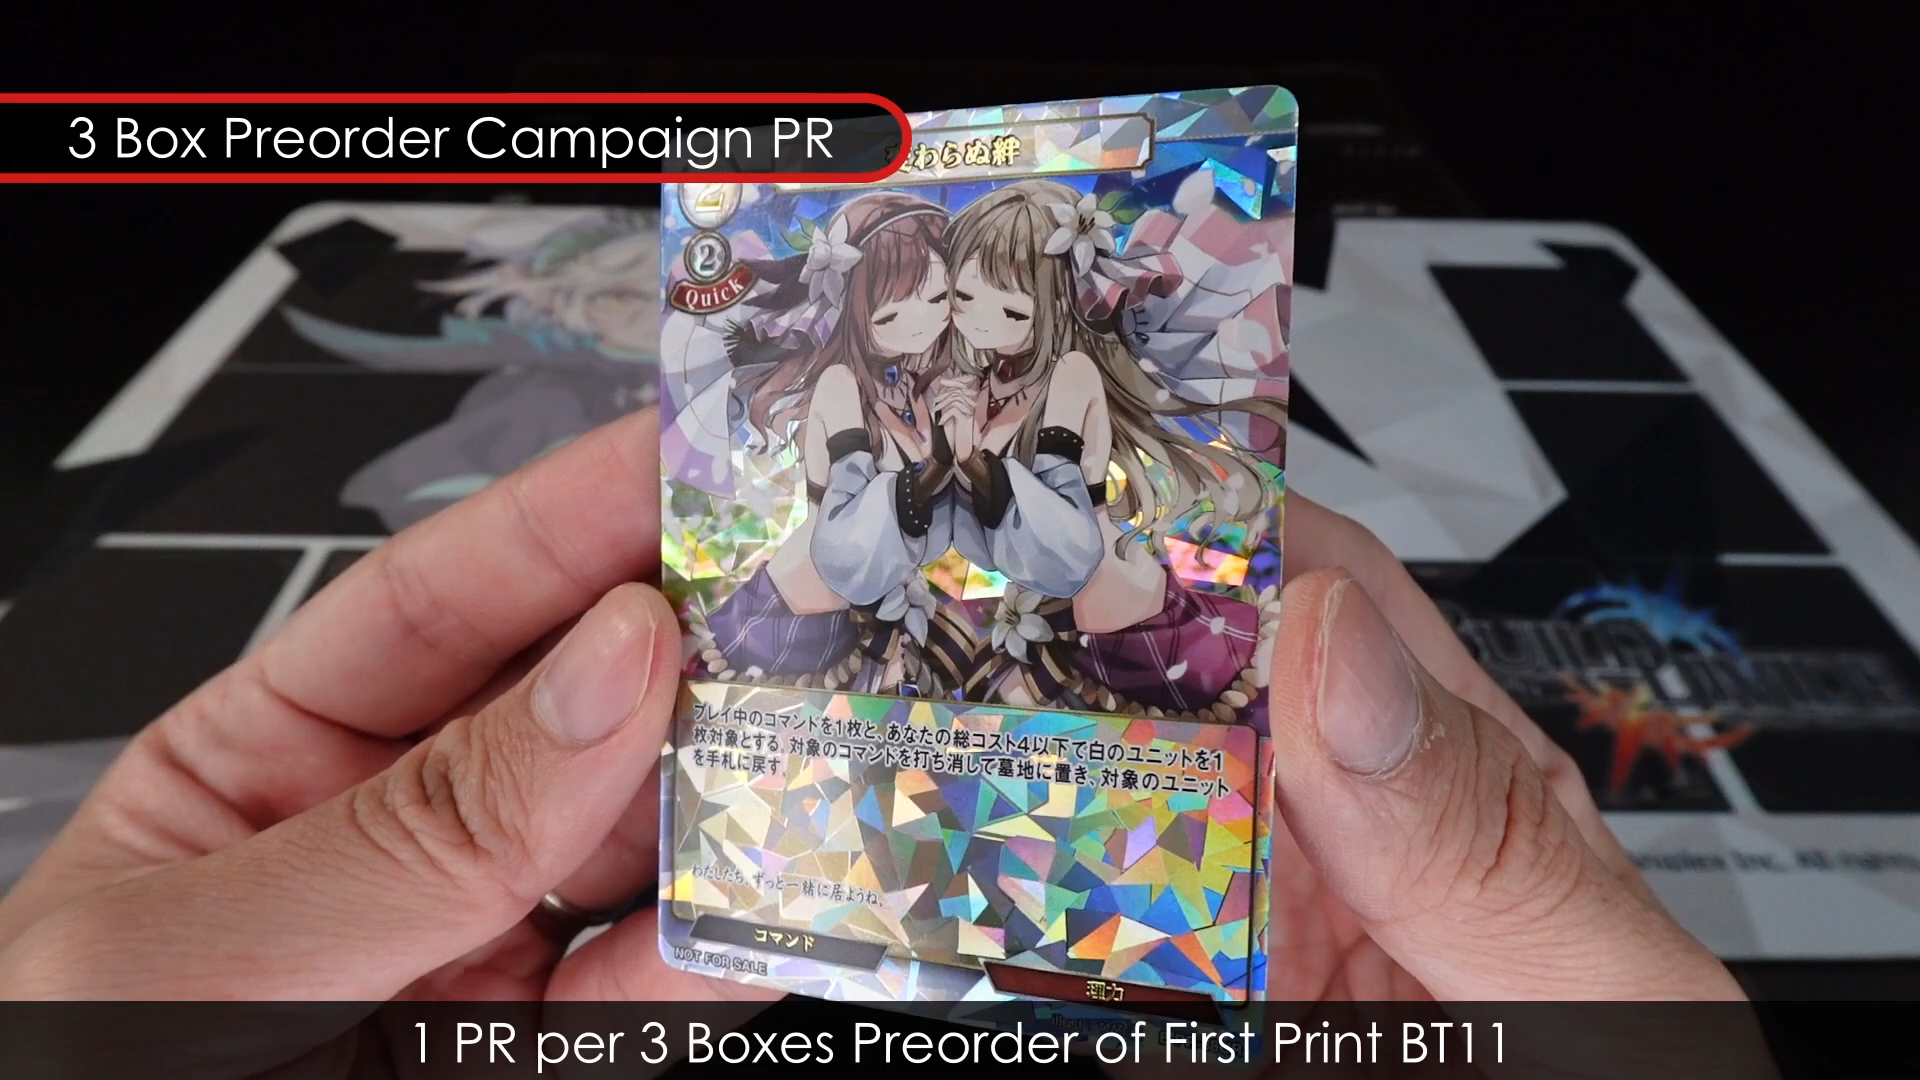 3 Box Preorder Campaign PR
わらぬ絆
2
2
Quick
プレイ中のコマンドを1枚と、あなたの総コスト4以下で白のユニットを1
枚対象とする。対象のコマンドを打ち消して墓地に置き、対象のユニット
を手札に戻す。
わたしたち、ずっと一緒に居ようね。
コマンド
NOT FOR SALE
理力
1 PR per 3 Boxes Preorder of First Print BT11